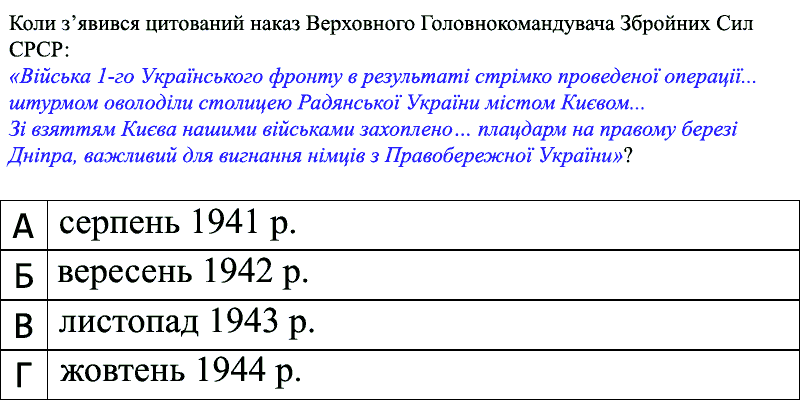 Коли з’явився цитований наказ Верховного Головнокомандувача Збройних Сил
СРСР:
«Війська 1-го Українського фронту в результаті стрімко проведеної операції...
штурмом оволоділи столицею Радянської України містом Києвом...
Зі взяттям Києва нашими військами захоплено… плацдарм на правому березі
Дніпра, важливий для вигнання німців з Правобережної України»?
А серпень 1941 р.
Б вересень 1942 р.
В листопад 1943 р.
Г жовтень 1944 р.